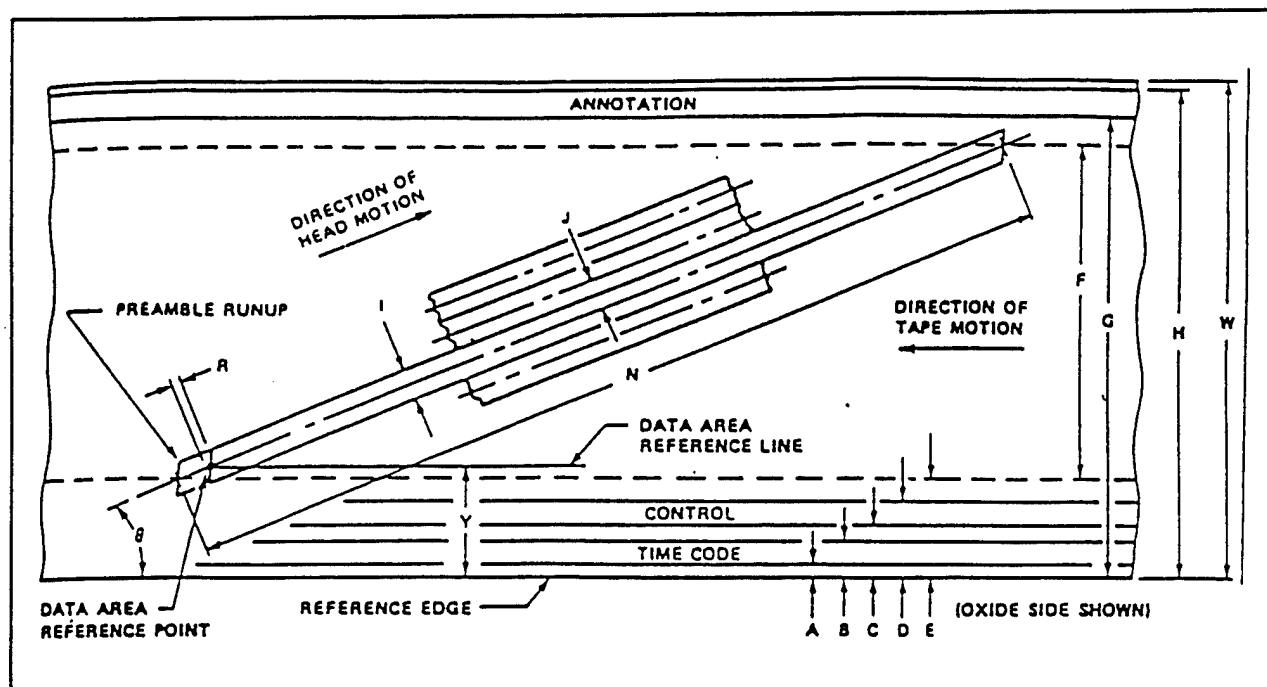 ANNOTATION
DIRECTION OF
HEAD MOTION
J
PREAMBLE RUNUP
I
R
DIRECTION OF
TAPE MOTION
F
G
H
W
N
DATA AREA
REFERENCE LINE
θ
Y
CONTROL
TIME CODE
DATA AREA
REFERENCE POINT
REFERENCE EDGE
A B C D E
(OXIDE SIDE SHOWN)